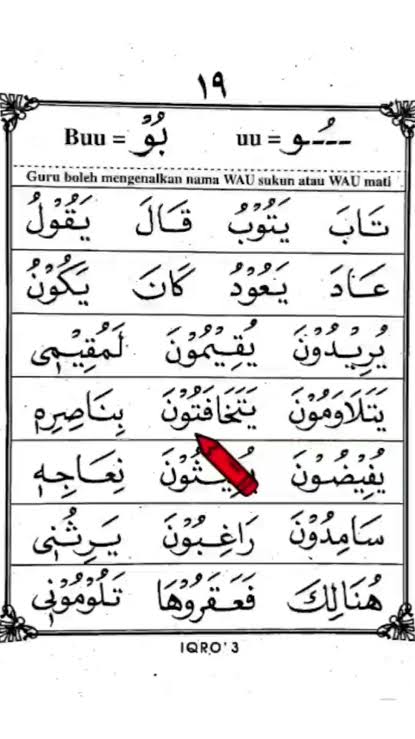 ١٩
ــُـو = uu بُوْ = Buu
Guru boleh mengenalkan nama WAU sukun atau WAU mati
تَابَ يَتُوْبُ قَالَ يَقُوْلُ
عَادَ يَعُوْدُ كَانَ يَكُوْنُ
يُرِيْدُوْنَ يُقِيْمُوْنَ لَمُقِيْمِى
يَتَلَاوَمُوْنَ يَتَخَافَتُوْنَ بِنَاصِرِهِ
يُفِيْضُوْنَ نِعَاجِهِ
سَامِدُوْنَ رَاغِبُوْنَ يَرِثُنِى
هُنَالِكَ فَعَقَرُوْهَا تَلُوْمُوْنِى
IQRO' 3